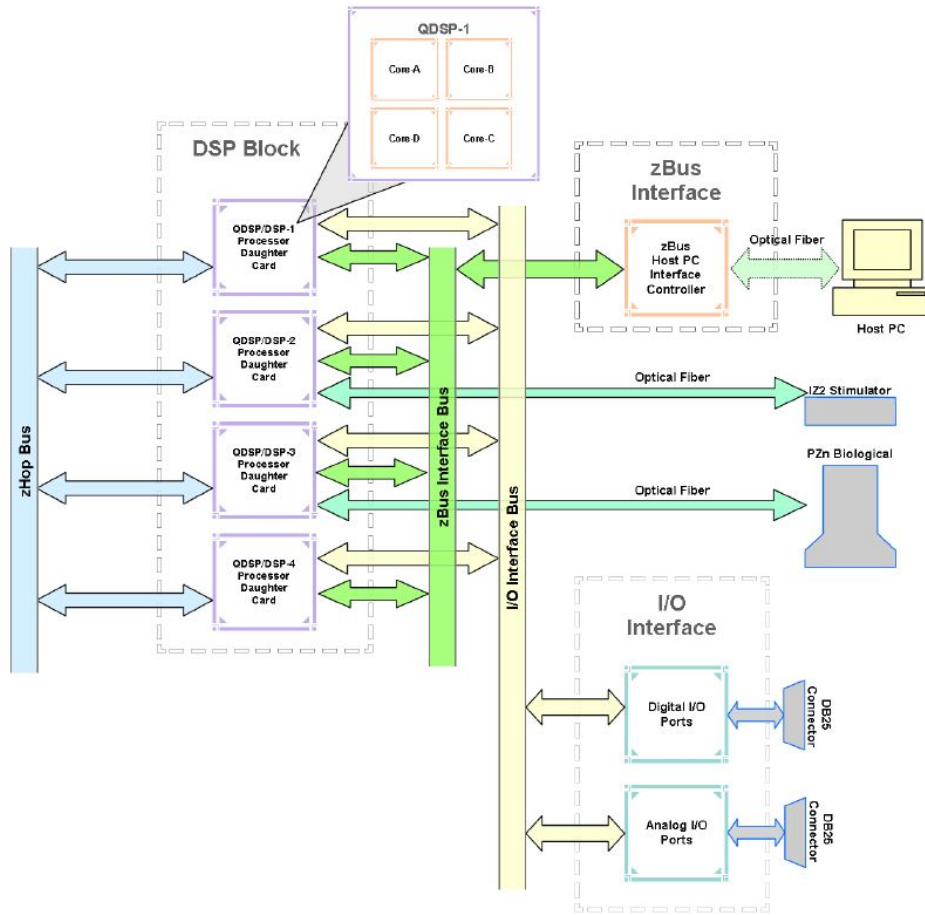 QDSP-1
Core-A
Core-B
Core-D
Core-C
DSP Block
zBus
Interface
QDSP/DSP-1
Processor
Daughter
Card
zBus
Host PC
Interface
Controller
Optical Fiber
Host PC
QDSP/DSP-2
Processor
Daughter
Card
Optical Fiber
IZ2 Stimulator
QDSP/DSP-3
Processor
Daughter
Card
Optical Fiber
PZn Biological
QDSP/DSP-4
Processor
Daughter
Card
zHop Bus
zBus Interface Bus
I/O Interface Bus
I/O
Interface
Digital I/O
Ports
DB25
Connector
Analog I/O
Ports
DB25
Connector